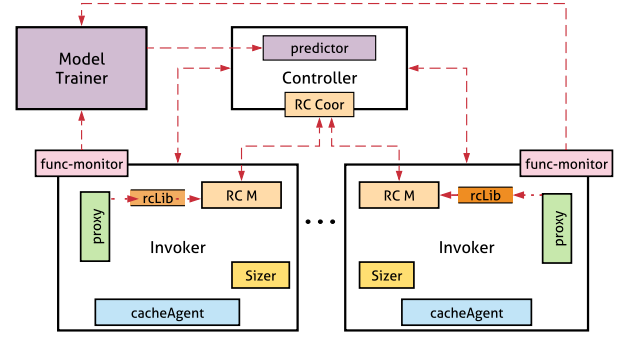 Model
Trainer
predictor
Controller
RC Coor
func-monitor
func-monitor
proxy
rcLib
RC M
RC M
rcLib
proxy
Invoker
...
Invoker
Sizer
Sizer
cacheAgent
cacheAgent